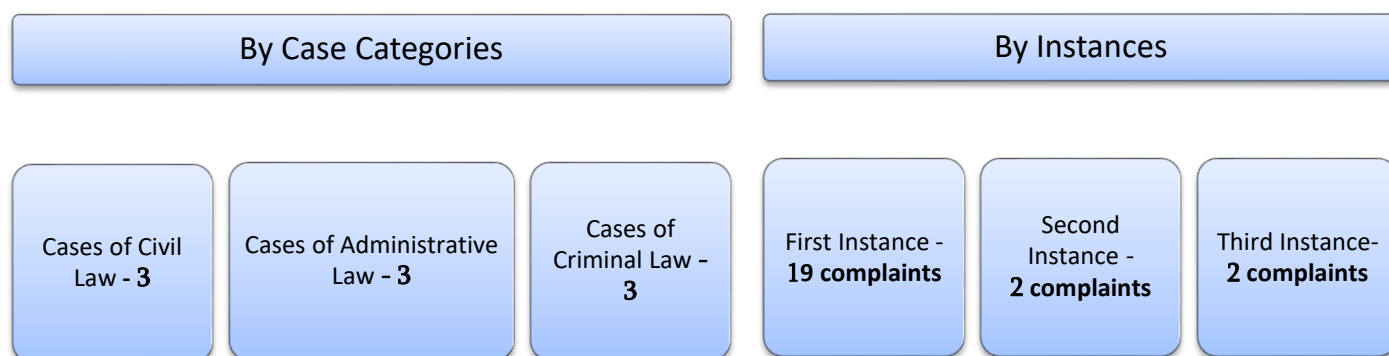 By Case Categories
By Instances
Cases of Civil
Law - 3
Cases of Administrative
Law - 3
Cases of
Criminal Law -
3
First Instance -
19 complaints
Second
Instance -
2 complaints
Third Instance-
2 complaints